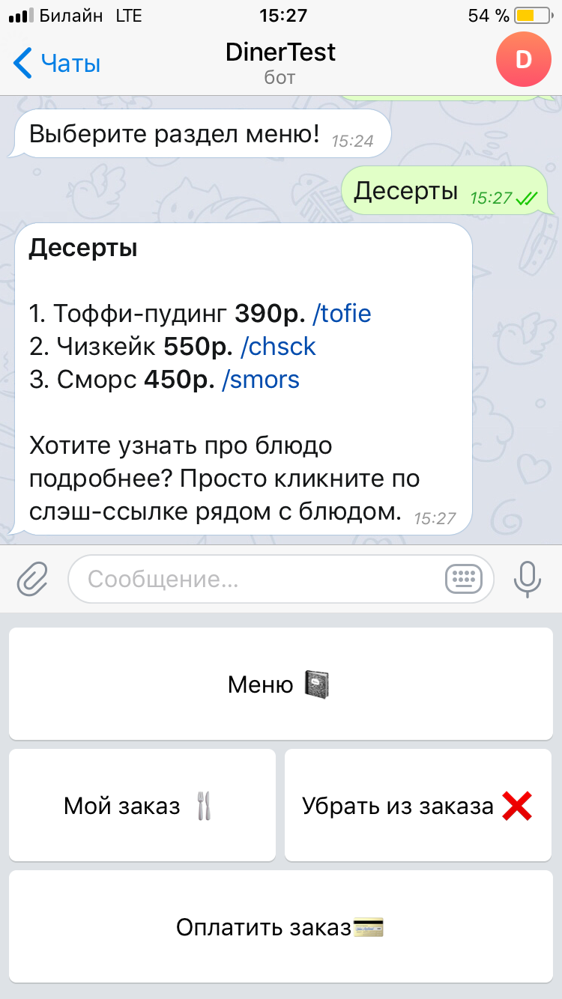 Билайн LTE 15:27 54 %
Чаты
DinerTest
бот
D
Выберите раздел меню! 15:24
Десерты 15:27
Десерты
1. Тоффи-пудинг 390р. /tofie
2. Чизкейк 550р. /chsck
3. Сморс 450р. /smors
Хотите узнать про блюдо
подробнее? Просто кликните по
слэш-ссылке рядом с блюдом. 15:27
Сообщение...
Меню
Мой заказ
Убрать из заказа
Оплатить заказ